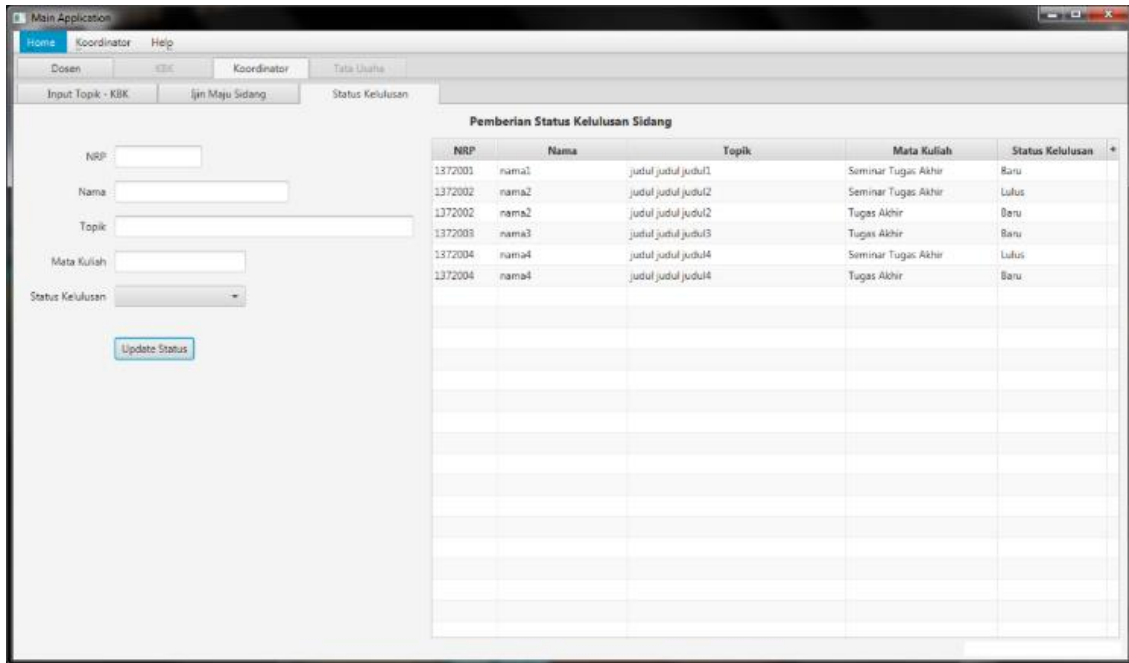 Main Application
Home Koordinator Help
Dosen KBK Koordinator Tata Usaha
Input Topik - KBK Ijin Maju Sidang Status Kelulusan
Pemberian Status Kelulusan Sidang
NRP
Nama
Topik
Mata Kuliah
Status Kelulusan
Update Status
NRP Nama Topik Mata Kuliah Status Kelulusan +
1372001 nama1 judul judul judul1 Seminar Tugas Akhir Baru
1372002 nama2 judul judul judul2 Seminar Tugas Akhir Lulus
1372002 nama2 judul judul judul2 Tugas Akhir Baru
1372003 nama3 judul judul judul3 Tugas Akhir Baru
1372004 nama4 judul judul judul4 Seminar Tugas Akhir Lulus
1372004 nama4 judul judul judul4 Tugas Akhir Baru